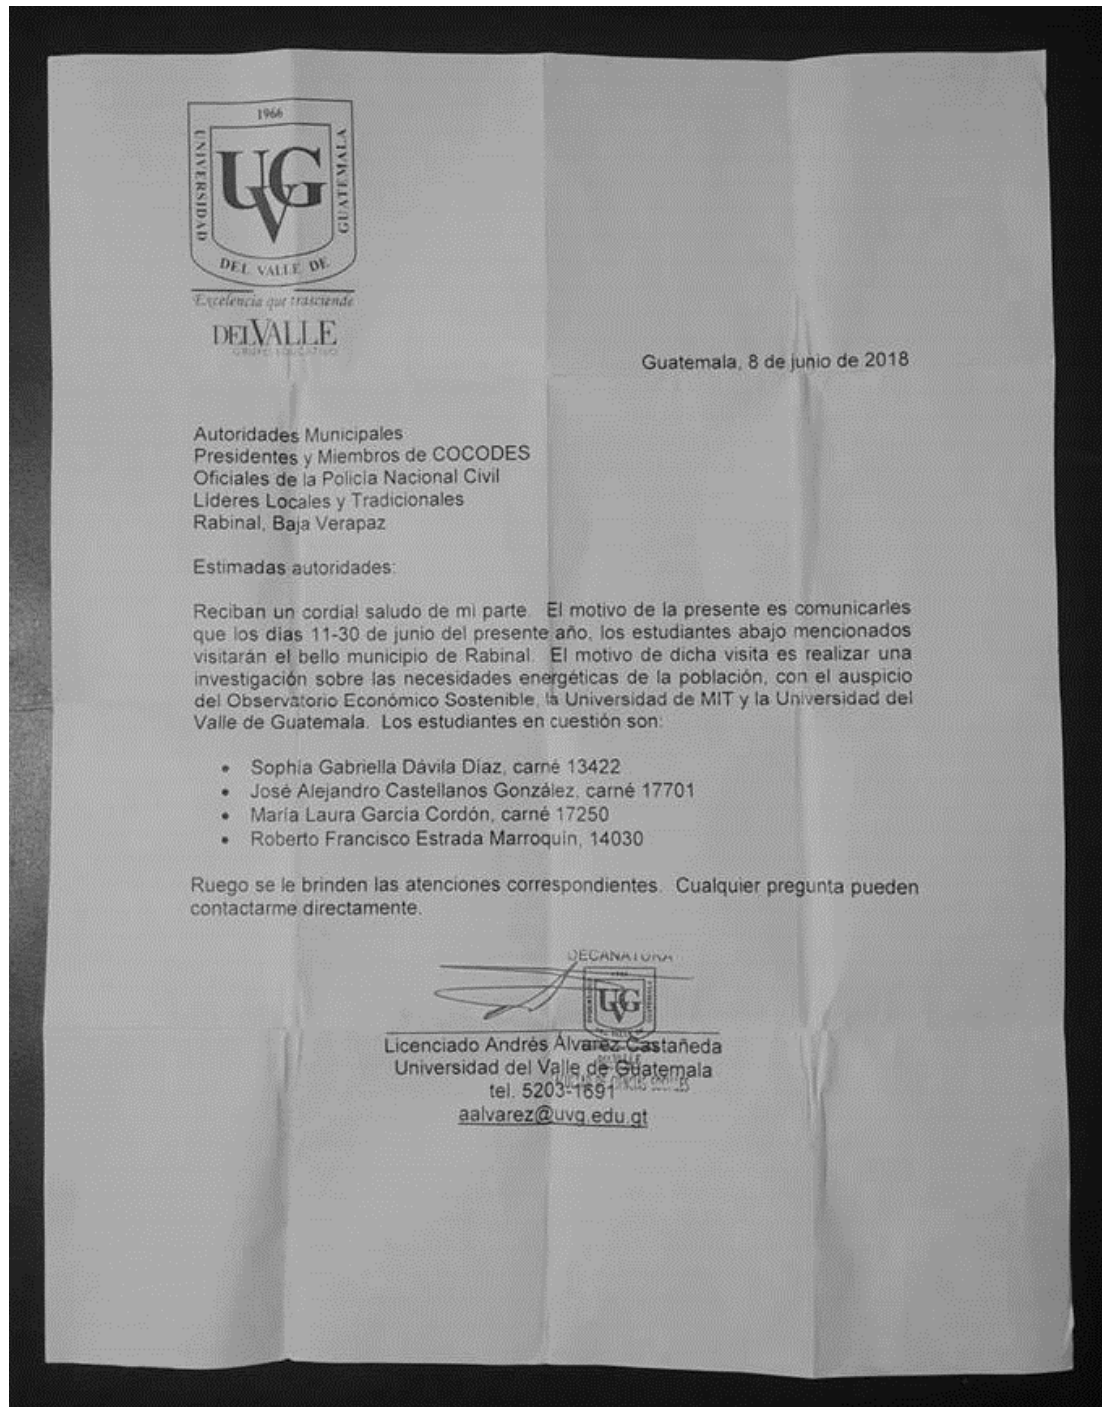 1966
UNIVERSIDAD
UVG
GUATEMALA
DEL VALLE DE
Excelencia que trasciende
DELVALLE
GRUPO EDUCATIVO
Guatemala, 8 de junio de 2018
Autoridades Municipales
Presidentes y Miembros de COCODES
Oficiales de la Policía Nacional Civil
Líderes Locales y Tradicionales
Rabinal, Baja Verapaz
Estimadas autoridades:
Reciban un cordial saludo de mi parte. El motivo de la presente es comunicarles
que los días 11-30 de junio del presente año, los estudiantes abajo mencionados
visitarán el bello municipio de Rabinal. El motivo de dicha visita es realizar una
investigación sobre las necesidades energéticas de la población, con el auspicio
del Observatorio Económico Sostenible, la Universidad de MIT y la Universidad del
Valle de Guatemala. Los estudiantes en cuestión son:
• Sophía Gabriella Dávila Díaz, carné 13422
• José Alejandro Castellanos González, carné 17701
• María Laura García Cordón, carné 17250
• Roberto Francisco Estrada Marroquín, 14030
Ruego se le brinden las atenciones correspondientes. Cualquier pregunta pueden
contactarme directamente.
DECANATURA
UVG
Licenciado Andrés Álvarez Castañeda
Universidad del Valle de Guatemala
tel. 5203-1691
aalvarez@uvg.edu.gt